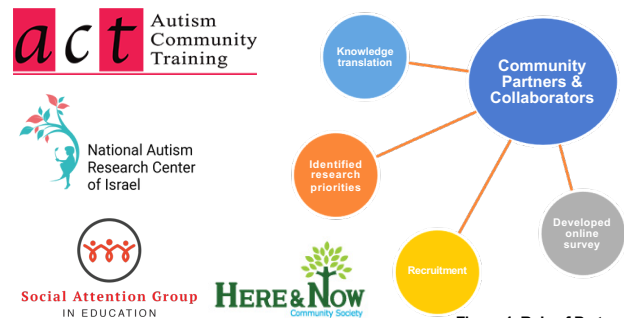 act
Autism
Community
Training
National Autism
Research Center
of Israel
Social Attention Group
IN EDUCATION
HERE & NOW
Community Society
Knowledge
translation
Community
Partners &
Collaborators
Identified
research
priorities
Developed
online
survey
Recruitment